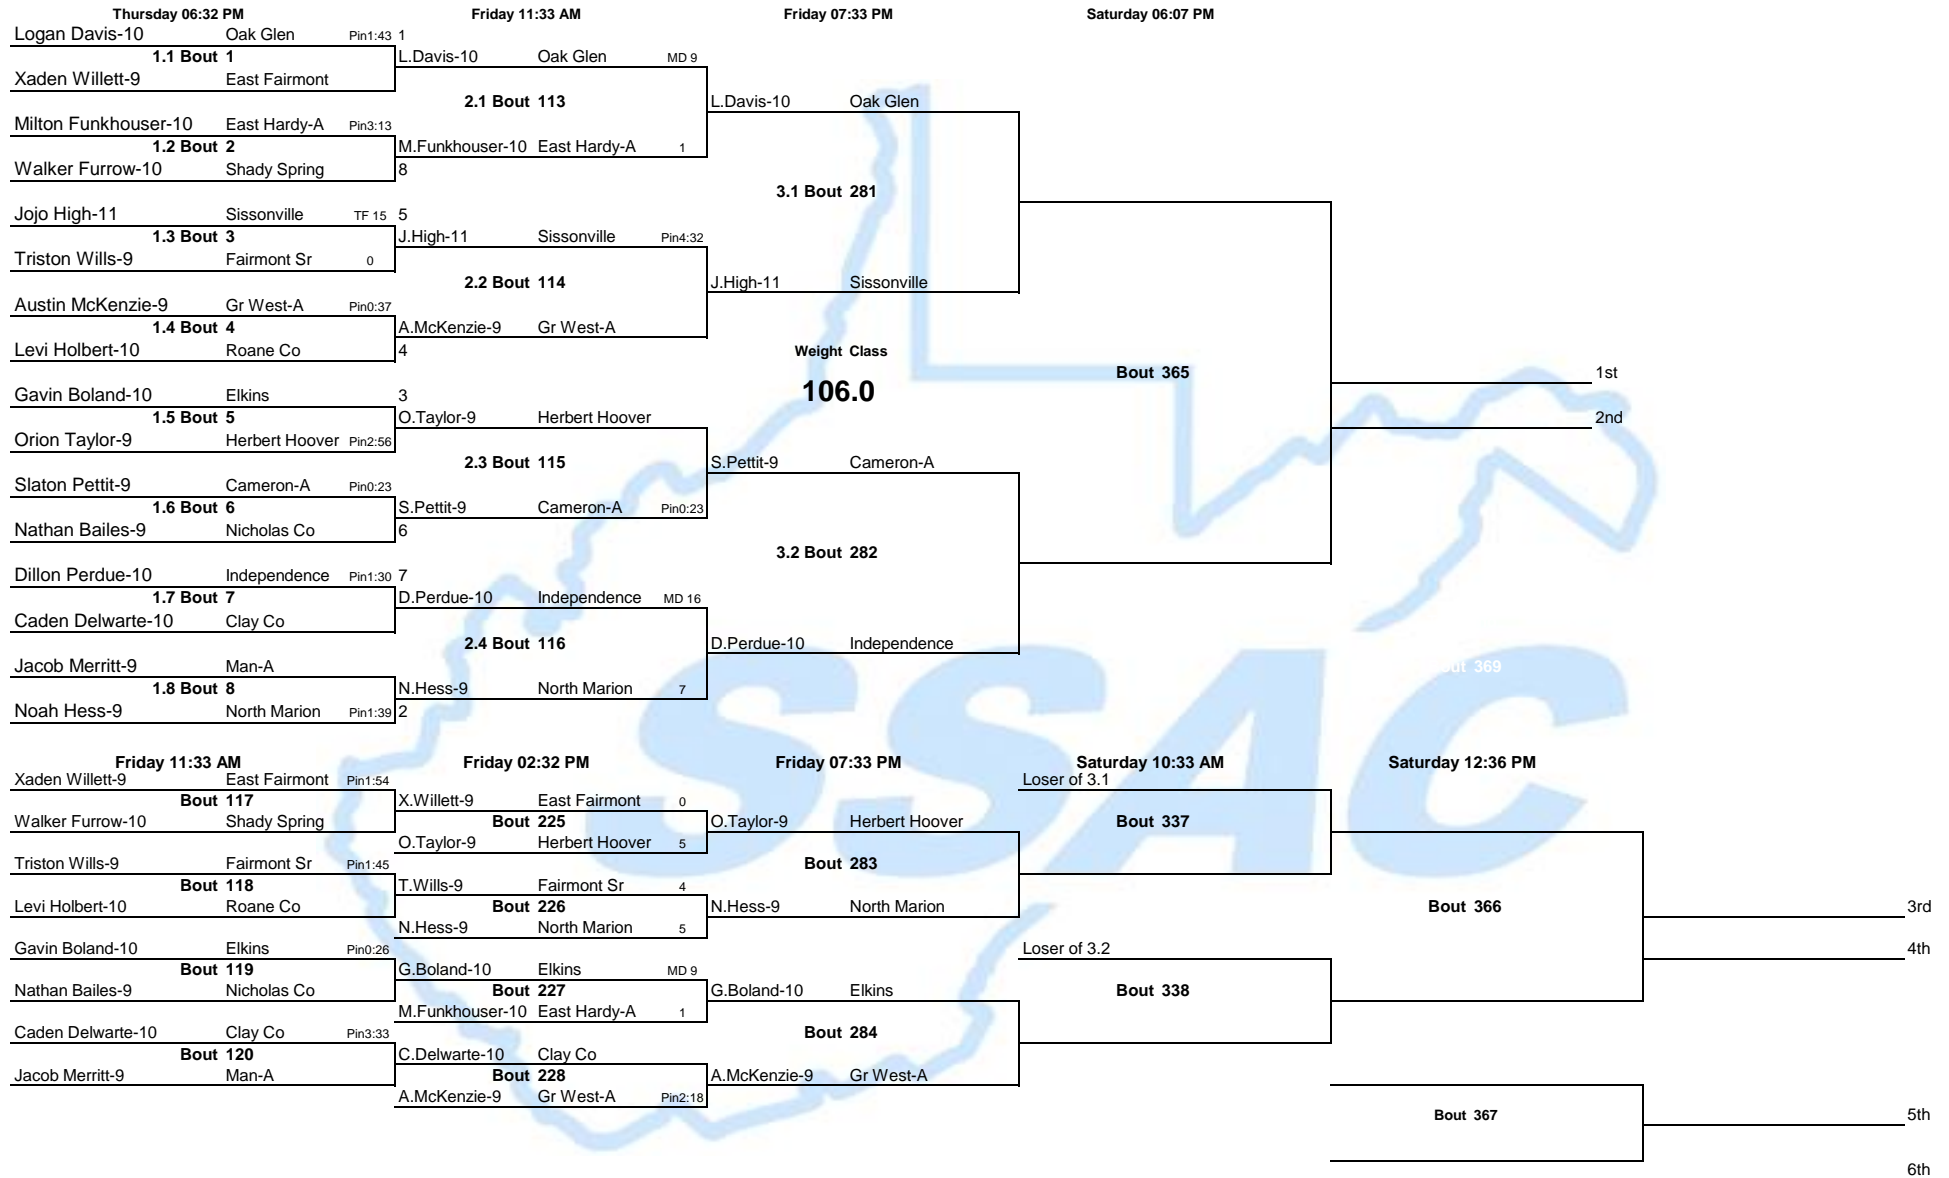 Thursday 06:32 PM Friday 11:33 AM Friday 07:33 PM Saturday 06:07 PM
Logan Davis-10 Oak Glen Pin1:43 1
1.1 Bout 1 L.Davis-10 Oak Glen MD 9
Xaden Willett-9 East Fairmont
2.1 Bout 113 L.Davis-10 Oak Glen
Milton Funkhouser-10 East Hardy-A Pin3:13
1.2 Bout 2 M.Funkhouser-10 East Hardy-A 1
Walker Furrow-10 Shady Spring 8
3.1 Bout 281
Jojo High-11 Sissonville TF 15 5
1.3 Bout 3 J.High-11 Sissonville Pin4:32
Triston Wills-9 Fairmont Sr 0
2.2 Bout 114 J.High-11 Sissonville
Austin McKenzie-9 Gr West-A Pin0:37
1.4 Bout 4 A.McKenzie-9 Gr West-A
Levi Holbert-10 Roane Co 4 Weight Class
Bout 365 1st
Gavin Boland-10 Elkins 3 106.0
1.5 Bout 5 O.Taylor-9 Herbert Hoover 2nd
Orion Taylor-9 Herbert Hoover Pin2:56
2.3 Bout 115 S.Pettit-9 Cameron-A
Slaton Pettit-9 Cameron-A Pin0:23
1.6 Bout 6 S.Pettit-9 Cameron-A Pin0:23
Nathan Bailes-9 Nicholas Co 6
3.2 Bout 282
Dillon Perdue-10 Independence Pin1:30 7
1.7 Bout 7 D.Perdue-10 Independence MD 16
Caden Delwarte-10 Clay Co
2.4 Bout 116 D.Perdue-10 Independence
Jacob Merritt-9 Man-A 369
1.8 Bout 8 N.Hess-9 North Marion 7
Noah Hess-9 North Marion Pin1:39 2
SSAC
Friday 11:33 AM Friday 02:32 PM Friday 07:33 PM Saturday 10:33 AM Saturday 12:36 PM
Xaden Willett-9 East Fairmont Pin1:54 Loser of 3.1
Bout 117 X.Willett-9 East Fairmont 0
Walker Furrow-10 Shady Spring Bout 225 O.Taylor-9 Herbert Hoover Bout 337
O.Taylor-9 Herbert Hoover 5
Triston Wills-9 Fairmont Sr Pin1:45 Bout 283
Bout 118 T.Wills-9 Fairmont Sr 4
Levi Holbert-10 Roane Co Bout 226 N.Hess-9 North Marion Bout 366 3rd
N.Hess-9 North Marion 5
Gavin Boland-10 Elkins Pin0:26 Loser of 3.2 4th
Bout 119 G.Boland-10 Elkins MD 9
Nathan Bailes-9 Nicholas Co Bout 227 G.Boland-10 Elkins Bout 338
M.Funkhouser-10 East Hardy-A 1
Caden Delwarte-10 Clay Co Pin3:33 Bout 284
Bout 120 C.Delwarte-10 Clay Co
Jacob Merritt-9 Man-A Bout 228 A.McKenzie-9 Gr West-A
A.McKenzie-9 Gr West-A Pin2:18
Bout 367 5th
6th